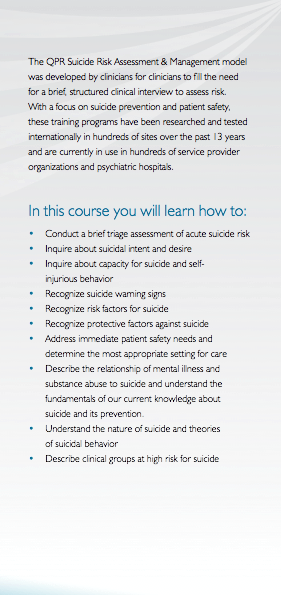 The QPR Suicide Risk Assessment & Management model
was developed by clinicians for clinicians to fill the need
for a brief, structured clinical interview to assess risk.
With a focus on suicide prevention and patient safety,
these training programs have been researched and tested
internationally in hundreds of sites over the past 13 years
and are currently in use in hundreds of service provider
organizations and psychiatric hospitals.
In this course you will learn how to:
• Conduct a brief triage assessment of acute suicide risk
• Inquire about suicidal intent and desire
• Inquire about capacity for suicide and self-
injurious behavior
• Recognize suicide warning signs
• Recognize risk factors for suicide
• Recognize protective factors against suicide
• Address immediate patient safety needs and
determine the most appropriate setting for care
• Describe the relationship of mental illness and
substance abuse to suicide and understand the
fundamentals of our current knowledge about
suicide and its prevention.
• Understand the nature of suicide and theories
of suicidal behavior
• Describe clinical groups at high risk for suicide